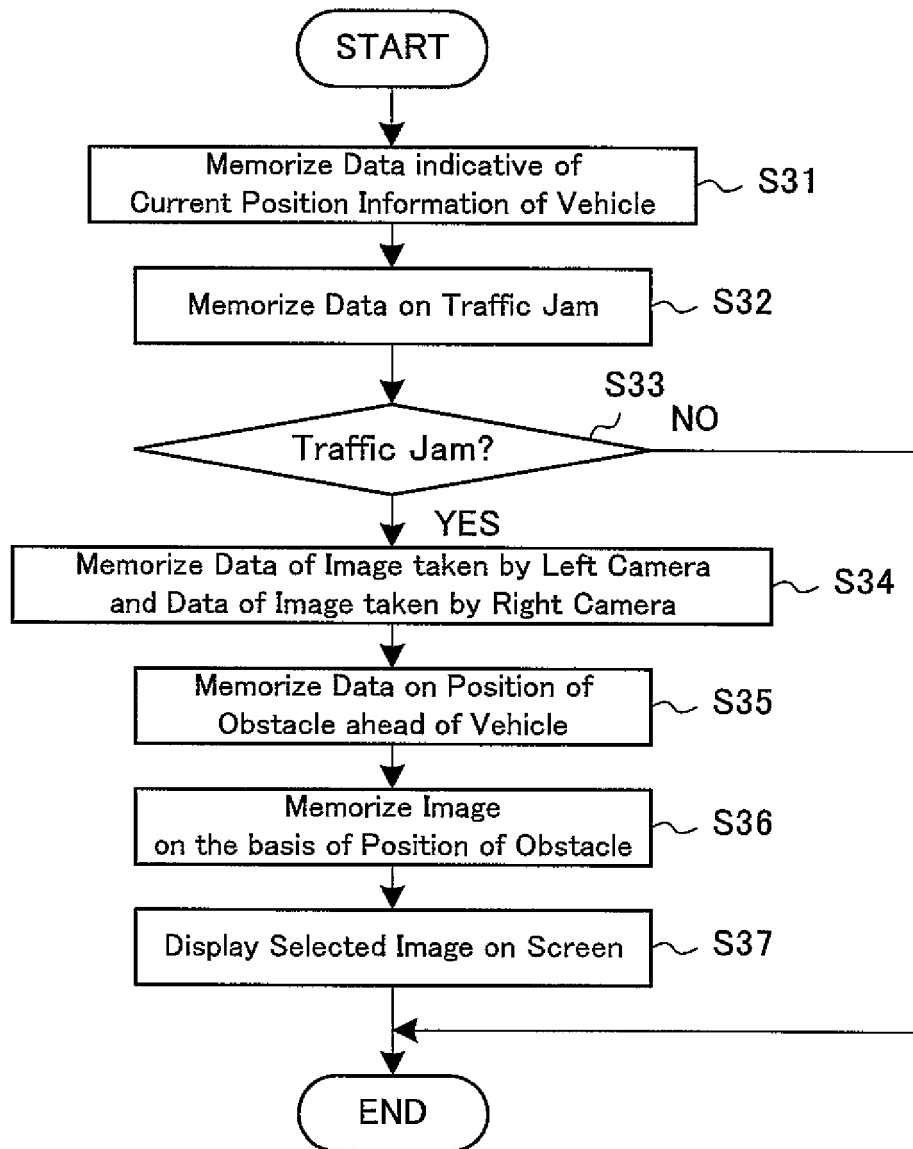 START
Memorize Data indicative of
Current Position Information of Vehicle
S31
Memorize Data on Traffic Jam
S32
S33
Traffic Jam?
NO
YES
Memorize Data of Image taken by Left Camera
and Data of Image taken by Right Camera
S34
Memorize Data on Position of
Obstacle ahead of Vehicle
S35
Memorize Image
on the basis of Position of Obstacle
S36
Display Selected Image on Screen
S37
END